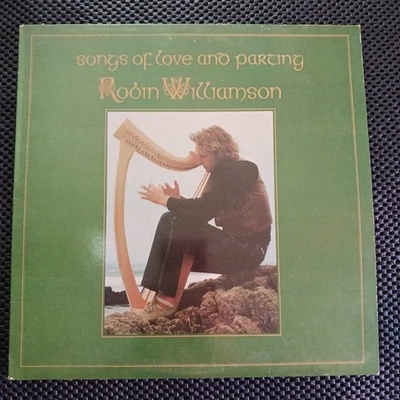 songs of love and parting
Robin Williamson